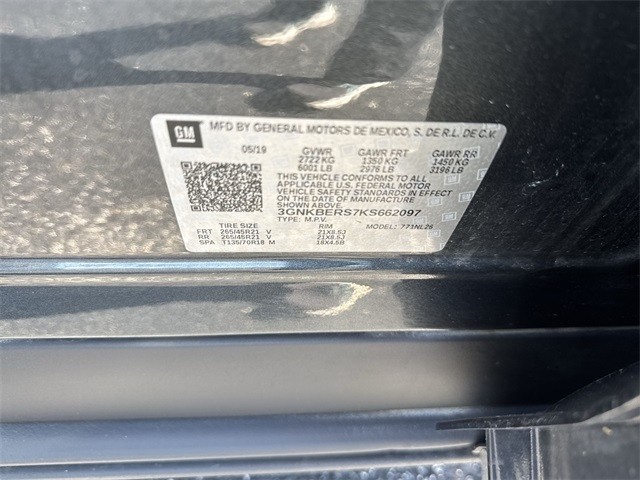 GM MFD BY GENERAL MOTORS DE MEXICO, S. DE R.L. DE C.V.
05/19 GVWR GAWR FRT GAWR RR
2722 KG 1350 KG 1450 KG
6001 LB 2976 LB 3196 LB
THIS VEHICLE CONFORMS TO ALL
APPLICABLE U.S. FEDERAL MOTOR
VEHICLE SAFETY STANDARDS IN EFFECT
ON THE DATE OF MANUFACTURE SHOWN ABOVE.
3GNKBERS7KS662097
TYPE: M.P.V. MODEL: 771NL26
TIRE SIZE RIM
FRT 265/45R21 V 21X8.5J
RR 265/45R21 V 21X8.5J
SPA T135/70R18 M 18X4.5B